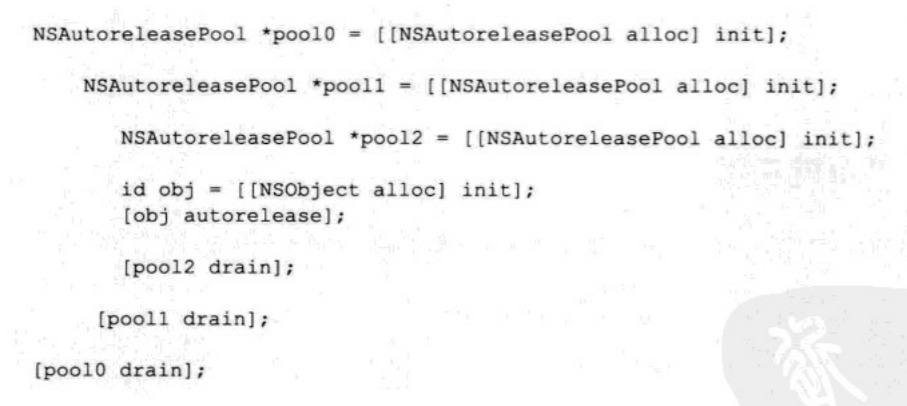 NSAutoreleasePool *pool0 = [[NSAutoreleasePool alloc] init];
NSAutoreleasePool *pool1 = [[NSAutoreleasePool alloc] init];
NSAutoreleasePool *pool2 = [[NSAutoreleasePool alloc] init];
id obj = [[NSObject alloc] init];
[obj autorelease];
[pool2 drain];
[pool1 drain];
[pool0 drain];